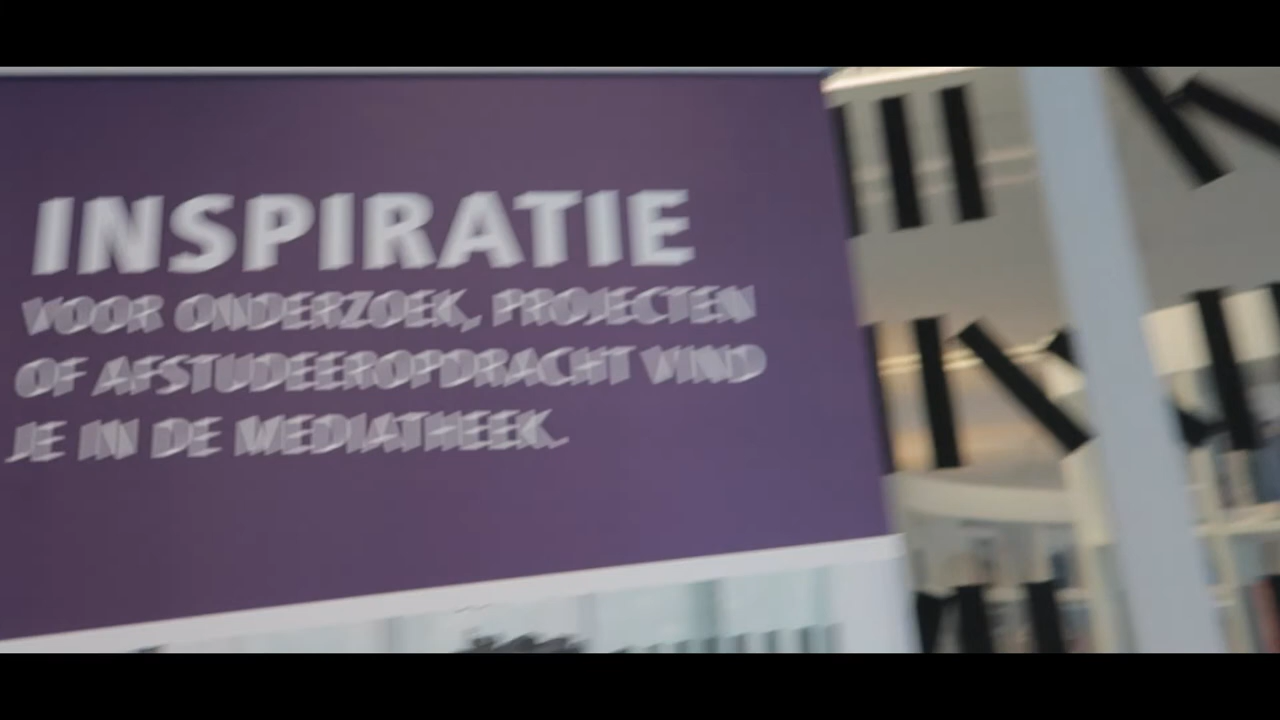 INSPIRATIE
VOOR ONDERZOEK, PROJECTEN
OF AFSTUDEEROPDRACHT VIND
JE IN DE MEDIATHEEK.